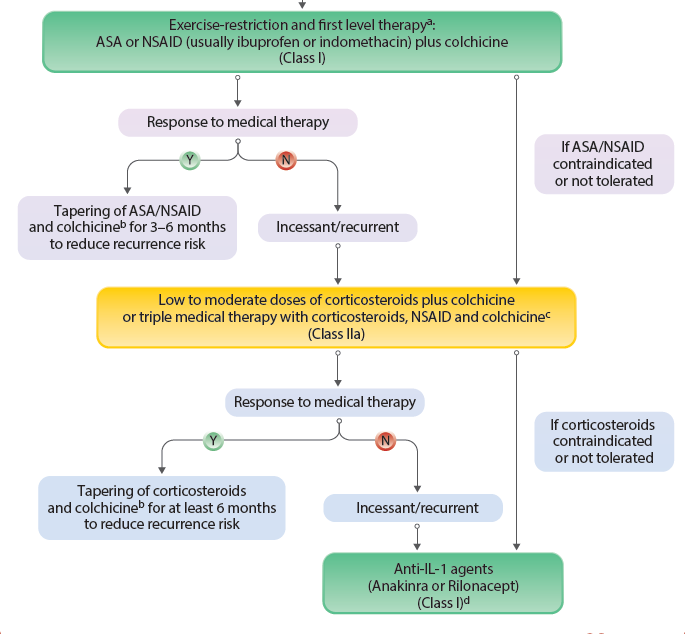 Exercise-restriction and first level therapyᵃ:
ASA or NSAID (usually ibuprofen or indomethacin) plus colchicine
(Class I)
Response to medical therapy
If ASA/NSAID
contraindicated
or not tolerated
Y
N
Tapering of ASA/NSAID
and colchicineᵇ for 3–6 months
to reduce recurrence risk
Incessant/recurrent
Low to moderate doses of corticosteroids plus colchicine
or triple medical therapy with corticosteroids, NSAID and colchicineᶜ
(Class IIa)
Response to medical therapy
If corticosteroids
contraindicated
or not tolerated
Y
N
Tapering of corticosteroids
and colchicineᵇ for at least 6 months
to reduce recurrence risk
Incessant/recurrent
Anti-IL-1 agents
(Anakinra or Rilonacept)
(Class I)ᵈ